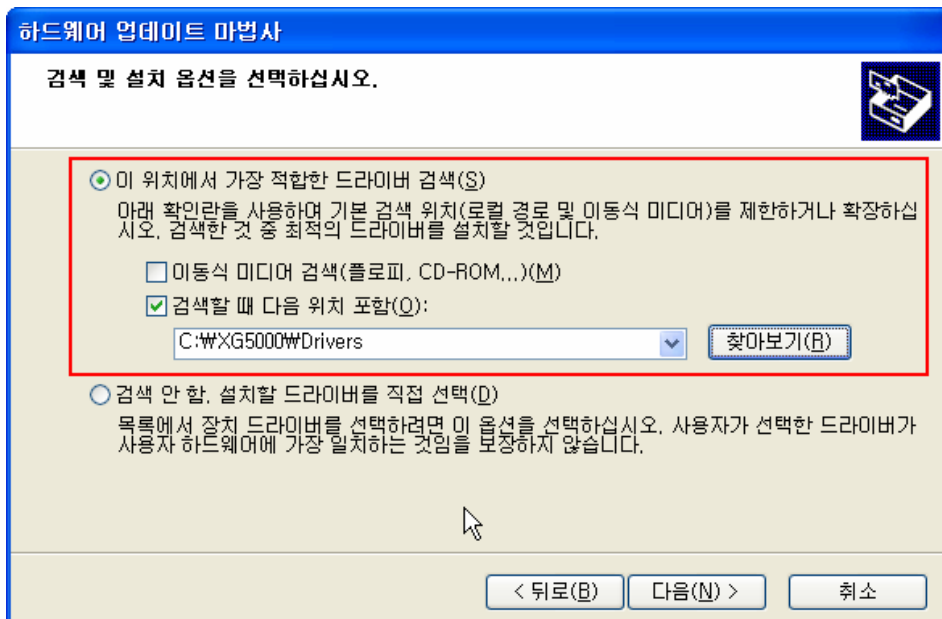 하드웨어 업데이트 마법사
검색 및 설치 옵션을 선택하십시오.
이 위치에서 가장 적합한 드라이버 검색(S)
아래 확인란을 사용하여 기본 검색 위치(로컬 경로 및 이동식 미디어)를 제한하거나 확장하십
시오. 검색한 것 중 최적의 드라이버를 설치할 것입니다.
이동식 미디어 검색(플로피, CD-ROM...)(M)
검색할 때 다음 위치 포함(O):
C:₩XG5000₩Drivers
찾아보기(R)
검색 안 함. 설치할 드라이버를 직접 선택(D)
목록에서 장치 드라이버를 선택하려면 이 옵션을 선택하십시오. 사용자가 선택한 드라이버가
사용자 하드웨어에 가장 일치하는 것임을 보장하지 않습니다.
< 뒤로(B) 다음(N) > 취소